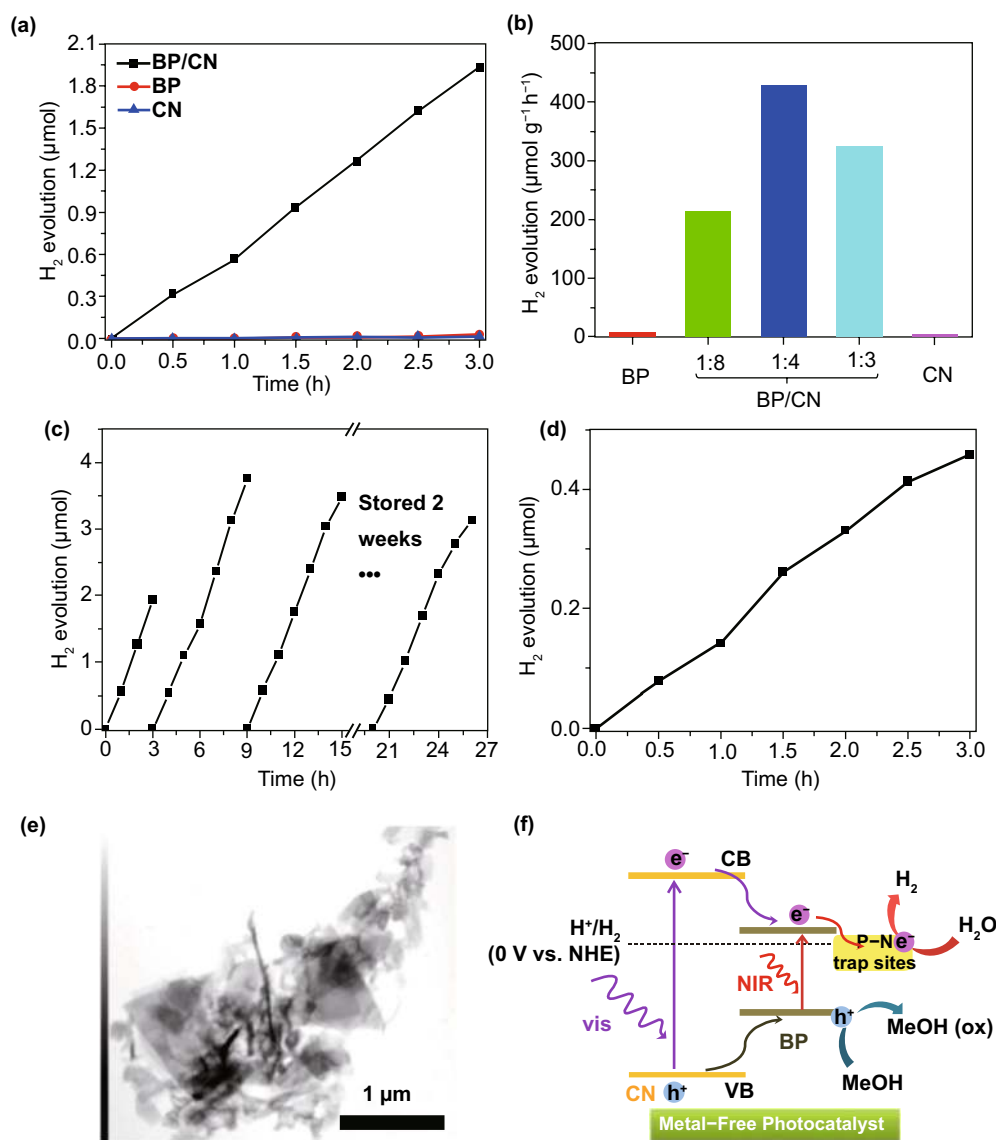 (a)
2.1
1.8
1.5
1.2
0.9
0.6
0.3
0.0
H₂ evolution (µmol)
BP/CN
BP
CN
0.0 0.5 1.0 1.5 2.0 2.5 3.0
Time (h)
(b)
500
400
300
200
100
0
H₂ evolution (µmol g⁻¹ h⁻¹)
BP
1:8 1:4 1:3
BP/CN
CN
(c)
4
3
2
1
0
H₂ evolution (µmol)
Stored 2
weeks
•••
0 3 6 9 12 15 21 24 27
Time (h)
(d)
0.4
0.2
0.0
H₂ evolution (µmol)
0.0 0.5 1.0 1.5 2.0 2.5 3.0
Time (h)
(e)
1 µm
(f)
e⁻ CB
H₂
e⁻
H⁺/H₂
(0 V vs. NHE)
P–N e⁻
trap sites
H₂O
NIR
vis
BP
h⁺
MeOH (ox)
MeOH
CN h⁺ VB
Metal–Free Photocatalyst